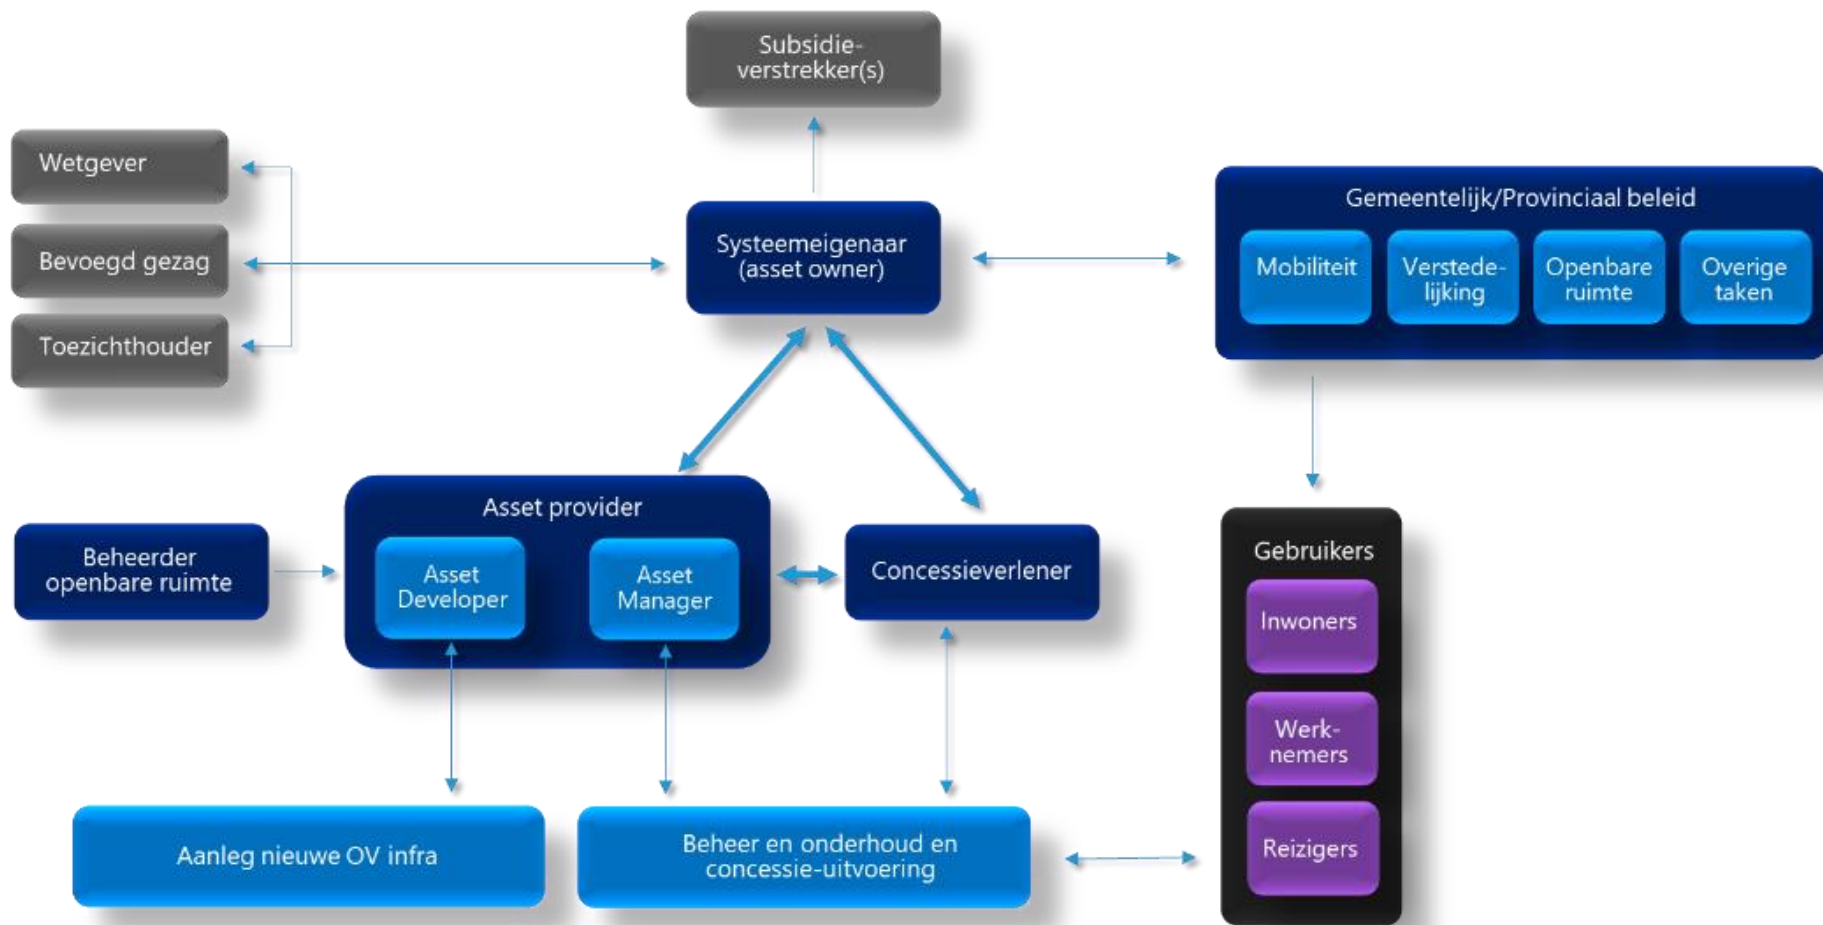 Subsidie-
verstrekker(s)
Wetgever
Bevoegd gezag
Toezichthouder
Systeemeigenaar
(asset owner)
Gemeentelijk/Provinciaal beleid
Mobiliteit
Verstede-
lijking
Openbare
ruimte
Overige
taken
Beheerder
openbare ruimte
Asset provider
Asset
Developer
Asset
Manager
Concessieverlener
Gebruikers
Inwoners
Werk-
nemers
Reizigers
Aanleg nieuwe OV infra
Beheer en onderhoud en
concessie-uitvoering